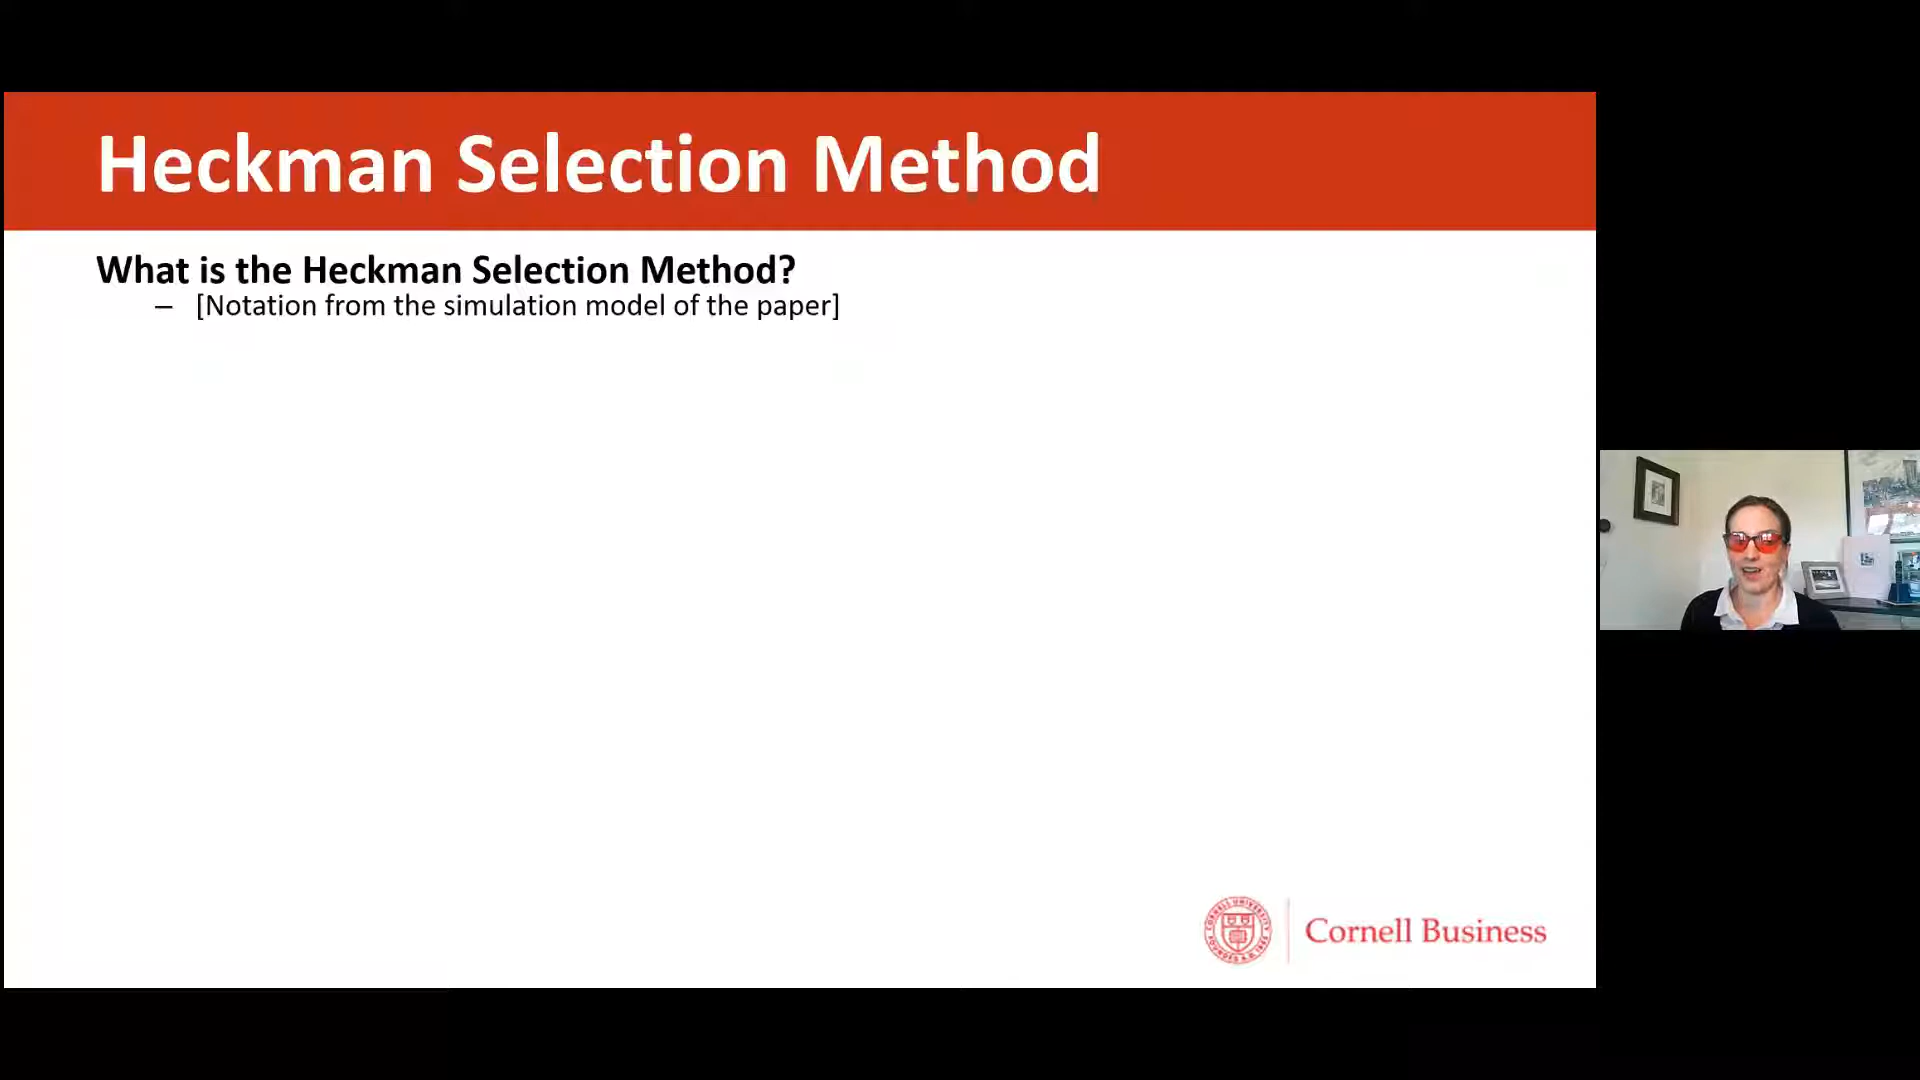 Heckman Selection Method
What is the Heckman Selection Method?
– [Notation from the simulation model of the paper]
Cornell Business